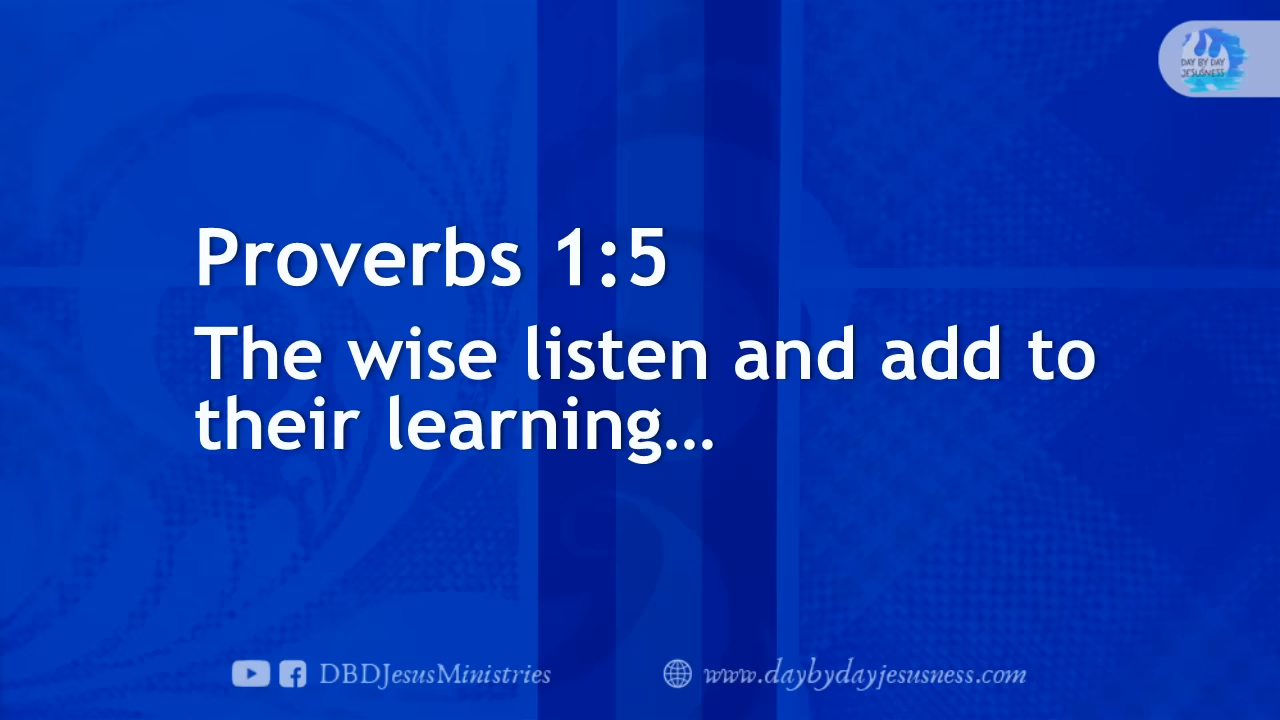 DAY BY DAY
JESUSNESS
Proverbs 1:5
The wise listen and add to
their learning...
DBDJesusMinistries
www.daybydayjesusness.com